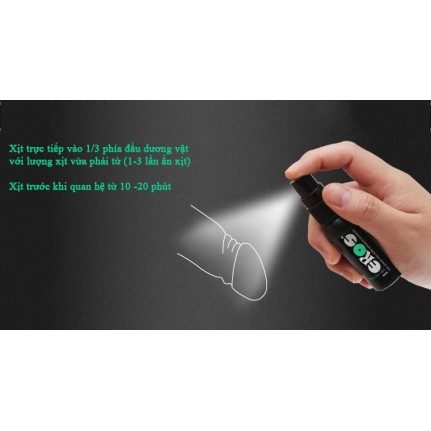 Xịt trực tiếp vào 1/3 phía đầu dương vật
với lượng xịt vừa phải từ (1-3 lần ấn xịt)
Xịt trước khi quan hệ từ 10 -20 phút
EROS